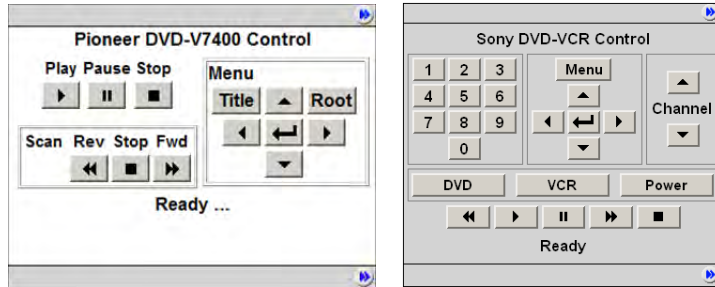 Pioneer DVD-V7400 Control
Play Pause Stop
Menu
Title Root
Scan Rev Stop Fwd
Ready ...
Sony DVD-VCR Control
1 2 3
4 5 6
7 8 9
0
Menu
Channel
DVD VCR Power
Ready